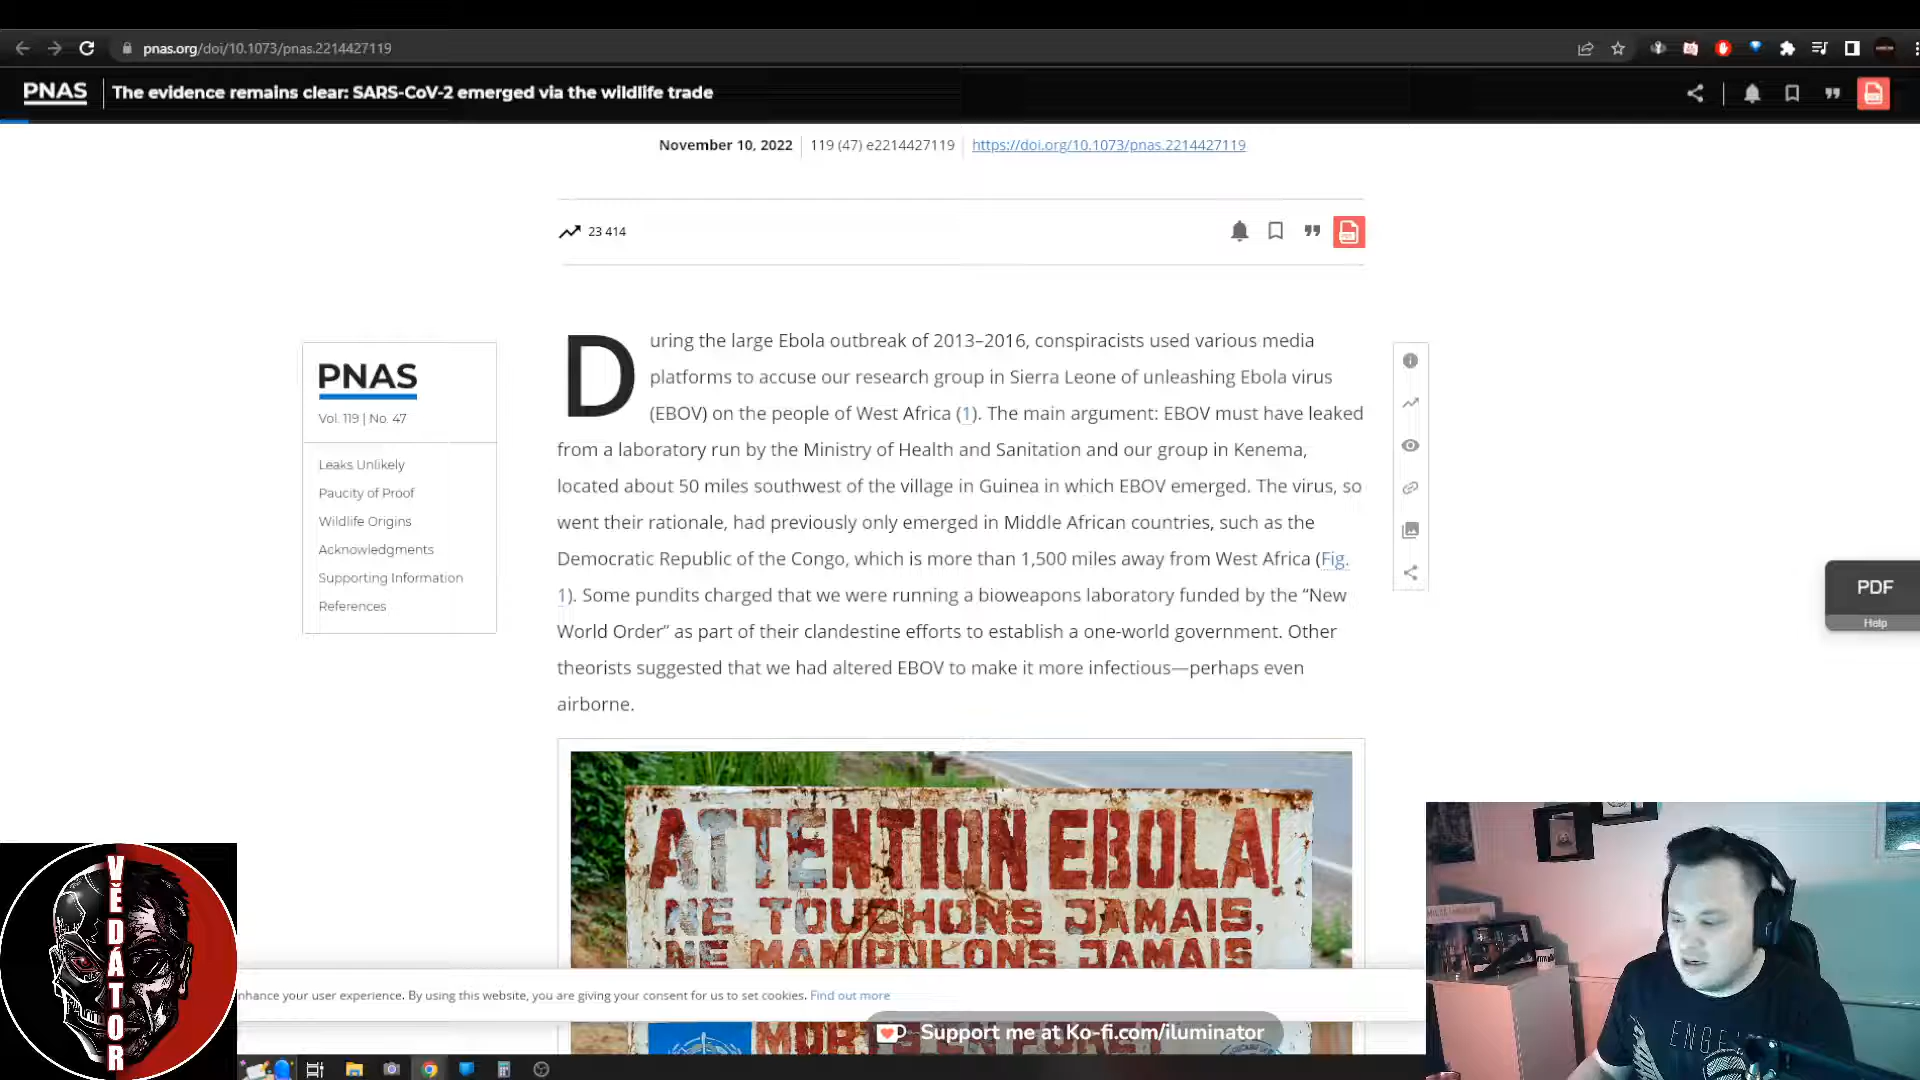 pnas.org/doi/10.1073/pnas.2214427119
PNAS
The evidence remains clear: SARS-CoV-2 emerged via the wildlife trade
November 10, 2022
119 (47) e2214427119
https://doi.org/10.1073/pnas.2214427119
23 414
PNAS
Vol. 119 | No. 47
Leaks Unlikely
Paucity of Proof
Wildlife Origins
Acknowledgments
Supporting Information
References
During the large Ebola outbreak of 2013–2016, conspiracists used various media
platforms to accuse our research group in Sierra Leone of unleashing Ebola virus
(EBOV) on the people of West Africa (1). The main argument: EBOV must have leaked
from a laboratory run by the Ministry of Health and Sanitation and our group in Kenema,
located about 50 miles southwest of the village in Guinea in which EBOV emerged. The virus, so
went their rationale, had previously only emerged in Middle African countries, such as the
Democratic Republic of the Congo, which is more than 1,500 miles away from West Africa (Fig.
1). Some pundits charged that we were running a bioweapons laboratory funded by the “New
World Order” as part of their clandestine efforts to establish a one-world government. Other
theorists suggested that we had altered EBOV to make it more infectious—perhaps even
airborne.
PDF
Help
ATTENTION EBOLA!
NE TOUCHONS JAMAIS,
NE MANIPULONS JAMAIS
VĚDÁTOR
nhance your user experience. By using this website, you are giving your consent for us to set cookies. Find out more
Support me at Ko-fi.com/iluminator